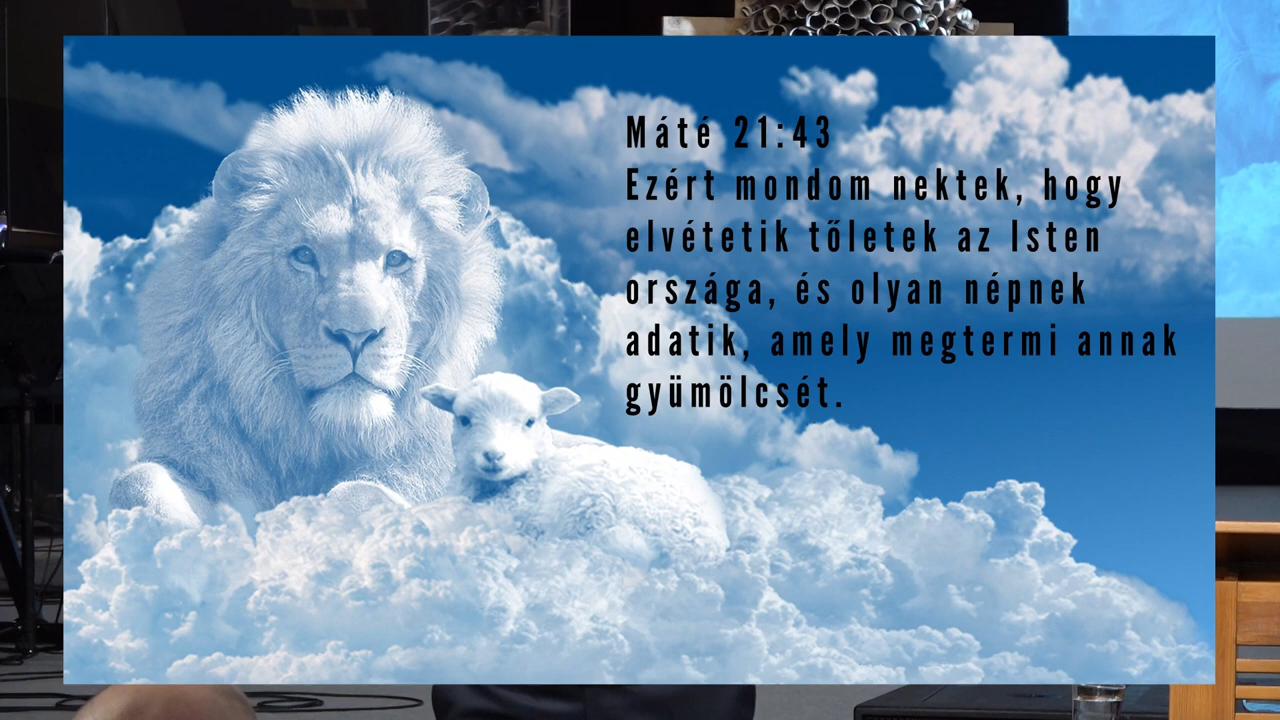 Máté 21:43
Ezért mondom nektek, hogy
elvétetik tőletek az Isten
országa, és olyan népnek
adatik, amely megtermi annak
gyümölcsét.